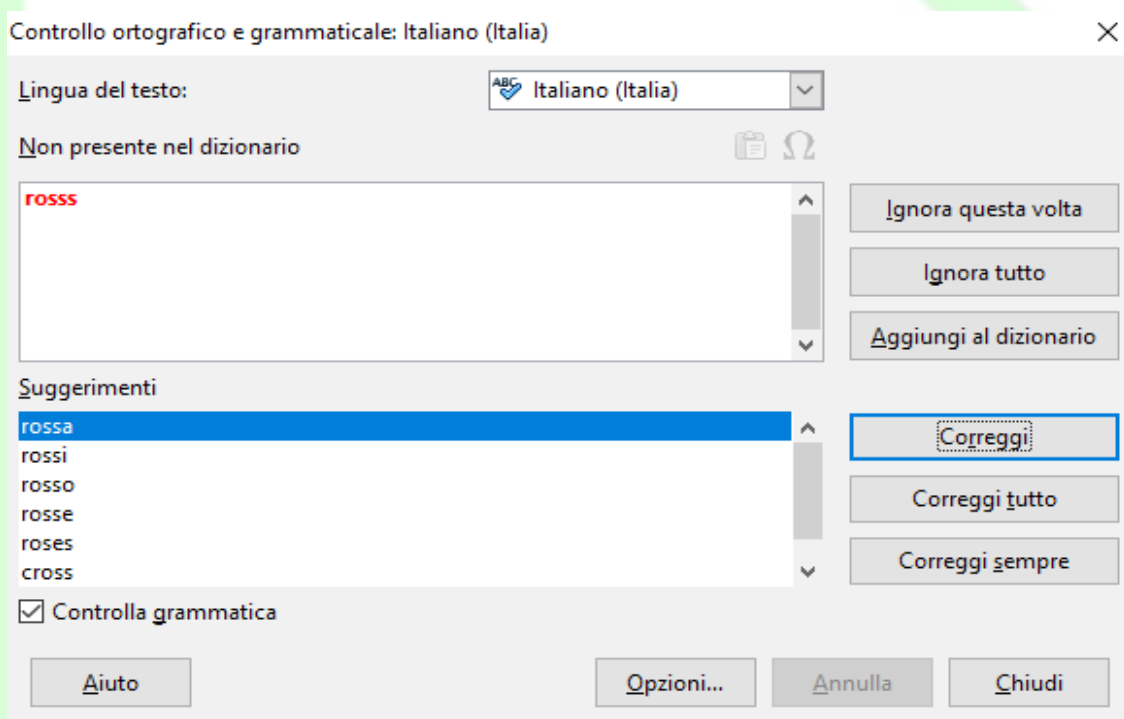 Controllo ortografico e grammaticale: Italiano (Italia)
Lingua del testo:
ABC Italiano (Italia)
Non presente nel dizionario
Ω
rosss
Ignora questa volta
Ignora tutto
Aggiungi al dizionario
Suggerimenti
rossa
rossi
rosso
rosse
roses
cross
Correggi
Correggi tutto
Correggi sempre
Controlla grammatica
Aiuto
Opzioni...
Annulla
Chiudi